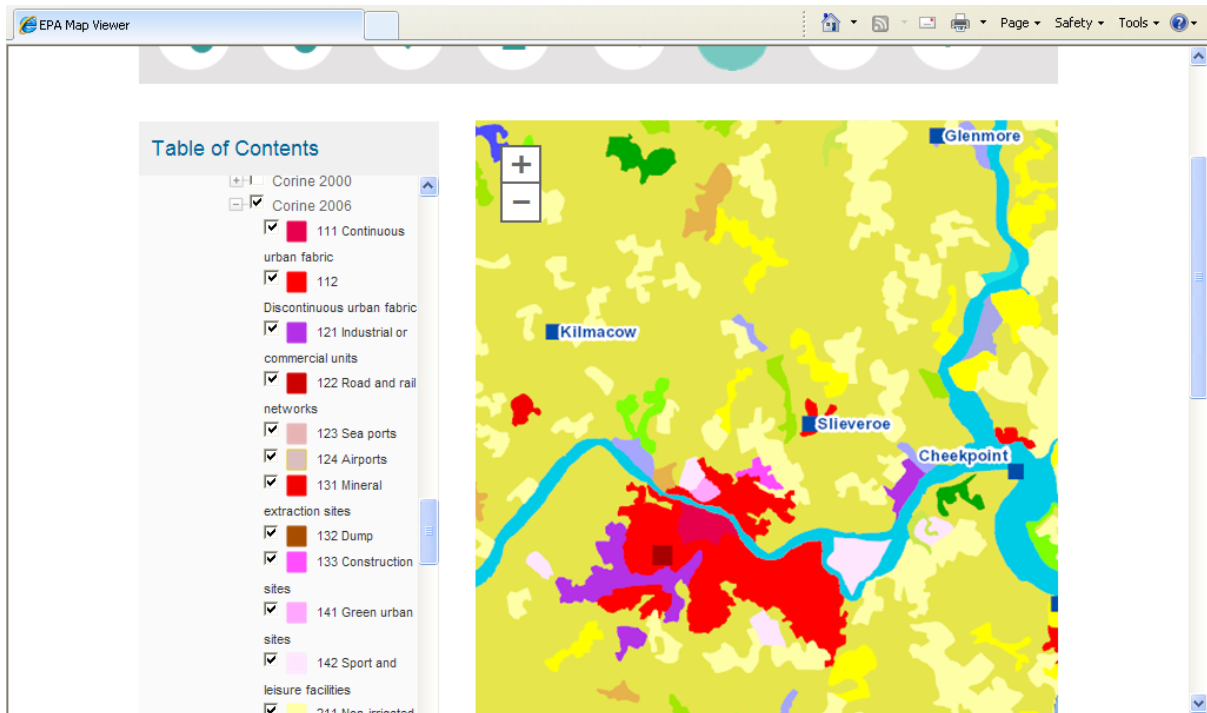 EPA Map Viewer
Page Safety Tools
Table of Contents
Corine 2000
Corine 2006
111 Continuous
urban fabric
112
Discontinuous urban fabric
121 Industrial or
commercial units
122 Road and rail
networks
123 Sea ports
124 Airports
131 Mineral
extraction sites
132 Dump
133 Construction
sites
141 Green urban
sites
142 Sport and
leisure facilities
211 Non-irrigated
+
−
Glenmore
Kilmacow
Slieveroe
Cheekpoint